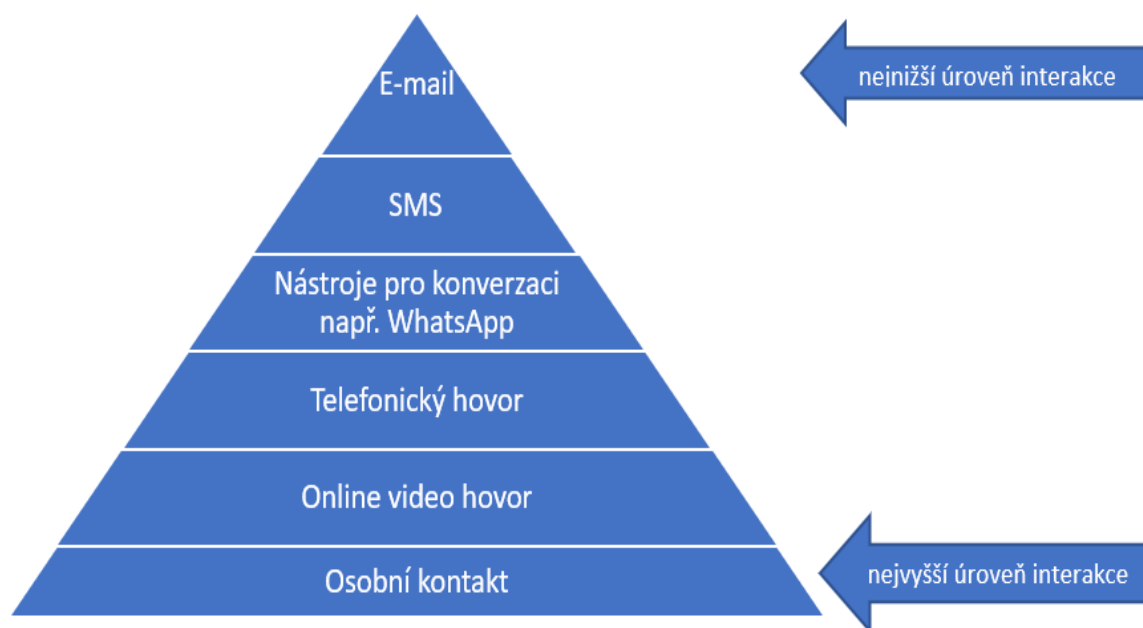 E-mail
nejnižší úroveň interakce
SMS
Nástroje pro konverzaci
např. WhatsApp
Telefonický hovor
Online video hovor
Osobní kontakt
nejvyšší úroveň interakce